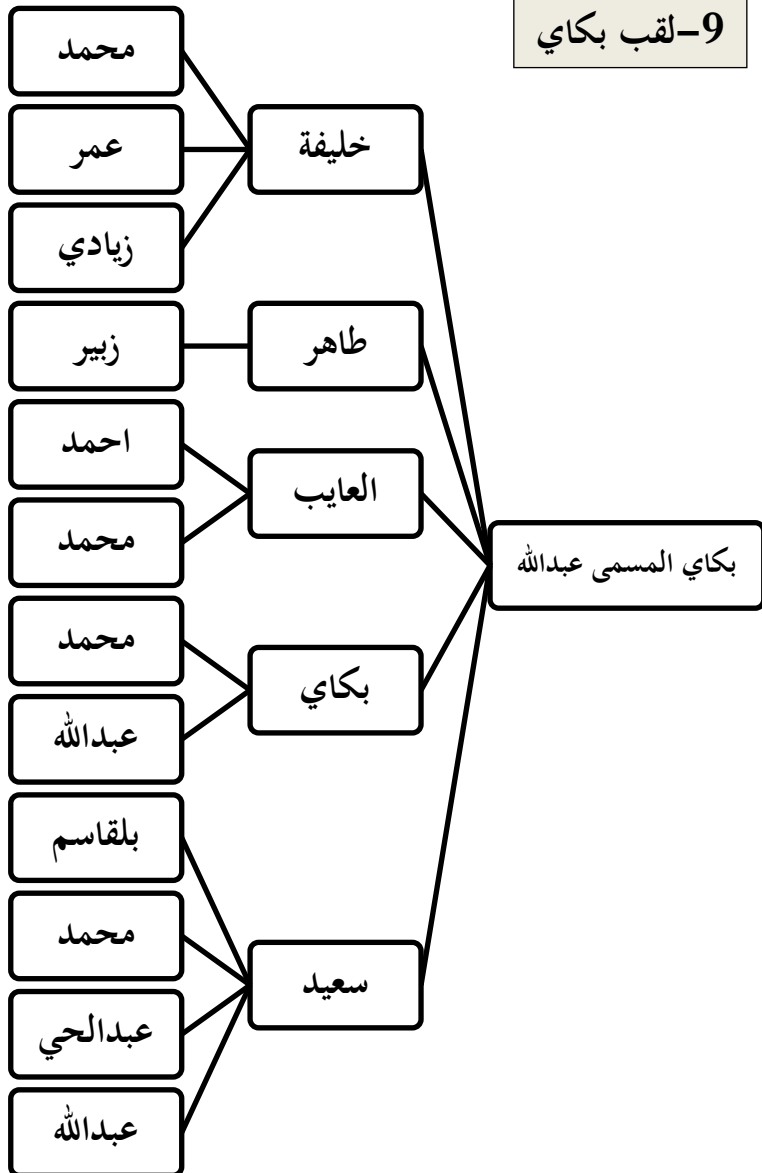 9–لقب بكاي
بكاي المسمى عبدالله
خليفة
محمد
عمر
زيادي
طاهر
زبير
العايب
احمد
محمد
بكاي
محمد
عبدالله
سعيد
بلقاسم
محمد
عبدالحي
عبدالله